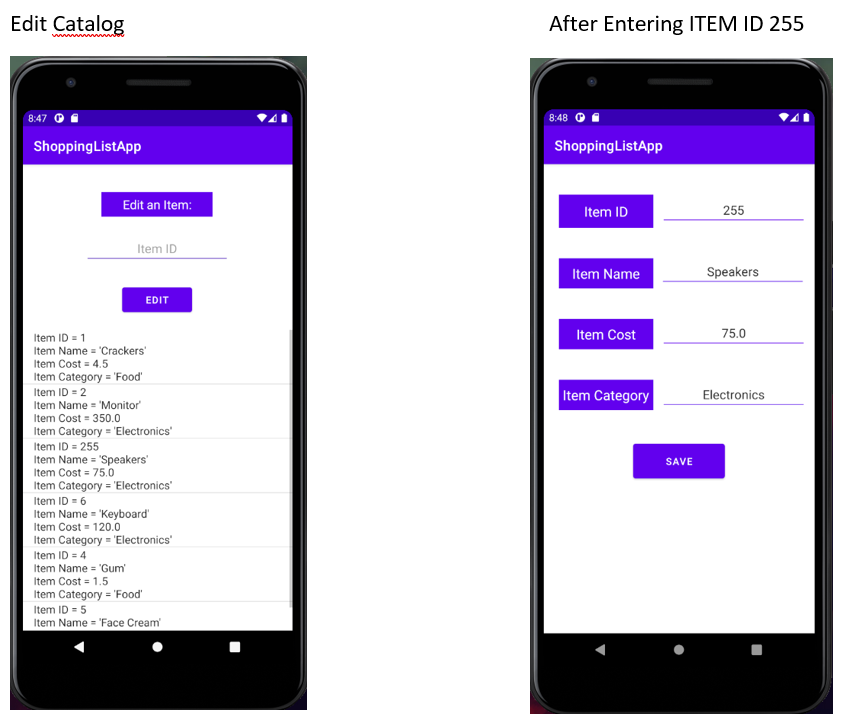 Edit Catalog
After Entering ITEM ID 255
8:47
ShoppingListApp
Edit an Item:
Item ID
EDIT
Item ID = 1
Item Name = 'Crackers'
Item Cost = 4.5
Item Category = 'Food'
Item ID = 2
Item Name = 'Monitor'
Item Cost = 350.0
Item Category = 'Electronics'
Item ID = 255
Item Name = 'Speakers'
Item Cost = 75.0
Item Category = 'Electronics'
Item ID = 6
Item Name = 'Keyboard'
Item Cost = 120.0
Item Category = 'Electronics'
Item ID = 4
Item Name = 'Gum'
Item Cost = 1.5
Item Category = 'Food'
Item ID = 5
Item Name = 'Face Cream'
8:48
ShoppingListApp
Item ID 255
Item Name Speakers
Item Cost 75.0
Item Category Electronics
SAVE